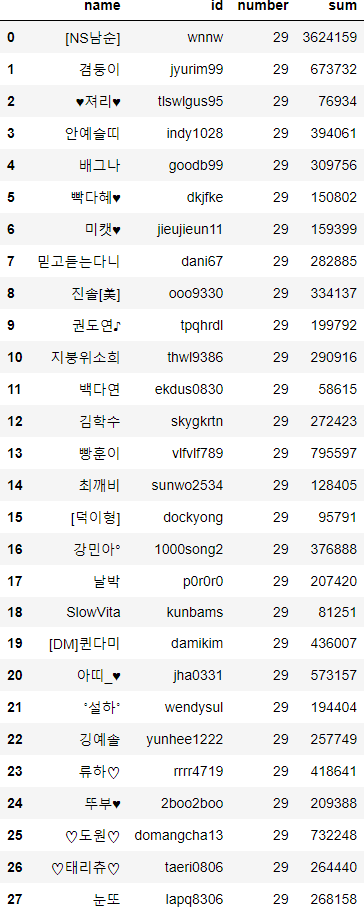 name id number sum
0 [NS남순] wnnw 29 3624159
1 겸둥이 jyurim99 29 673732
2 ♥져리♥ tlswlgus95 29 76934
3 안예슬띠 indy1028 29 394061
4 배그나 goodb99 29 309756
5 빡다혜♥ dkjfke 29 150802
6 미캣♥ jieujieun11 29 159399
7 믿고듣는다니 dani67 29 282885
8 진솔[美] ooo9330 29 334137
9 권도연♪ tpqhrdl 29 199792
10 지붕위소희 thwl9386 29 290916
11 백다연 ekdus0830 29 58615
12 김학수 skygkrtn 29 272423
13 빵훈이 vlfvlf789 29 795597
14 최깨비 sunwo2534 29 128405
15 [덕이형] dockyong 29 95791
16 강민아° 1000song2 29 376888
17 날박 p0r0r0 29 207420
18 SlowVita kunbams 29 81251
19 [DM]퀸다미 damikim 29 436007
20 아띠_♥ jha0331 29 573157
21 ˚설하˚ wendysul 29 194404
22 깅예솔 yunhee1222 29 257749
23 류하♡ rrrr4719 29 418641
24 뚜부♥ 2boo2boo 29 209388
25 ♡도원♡ domangcha13 29 732248
26 ♡태리츄♡ taeri0806 29 264440
27 눈또 lapq8306 29 268158